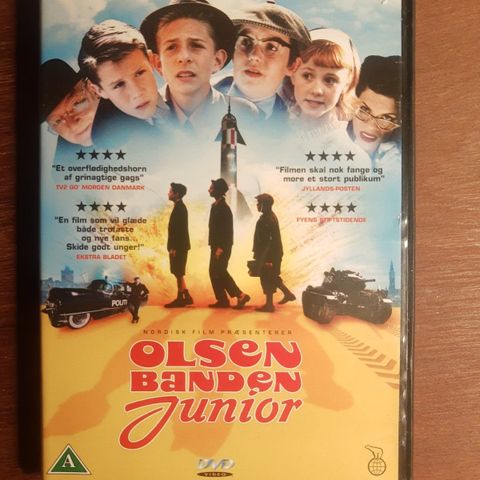 "Et overflødighedshorn
af grinagtige gags"
TV2 GO' MORGEN DANMARK
"Filmen skal nok fange og
more et stort publikum"
JYLLANDS-POSTEN
"En film som vil glæde
både trofaste
og nye fans...
Skide godt unger!"
EKSTRA BLADET
FYENS STIFTSTIDENDE
POLITI
NORDISK FILM PRÆSENTERER
OLSEN
BANDEN
Junior
A
DVD
VIDEO